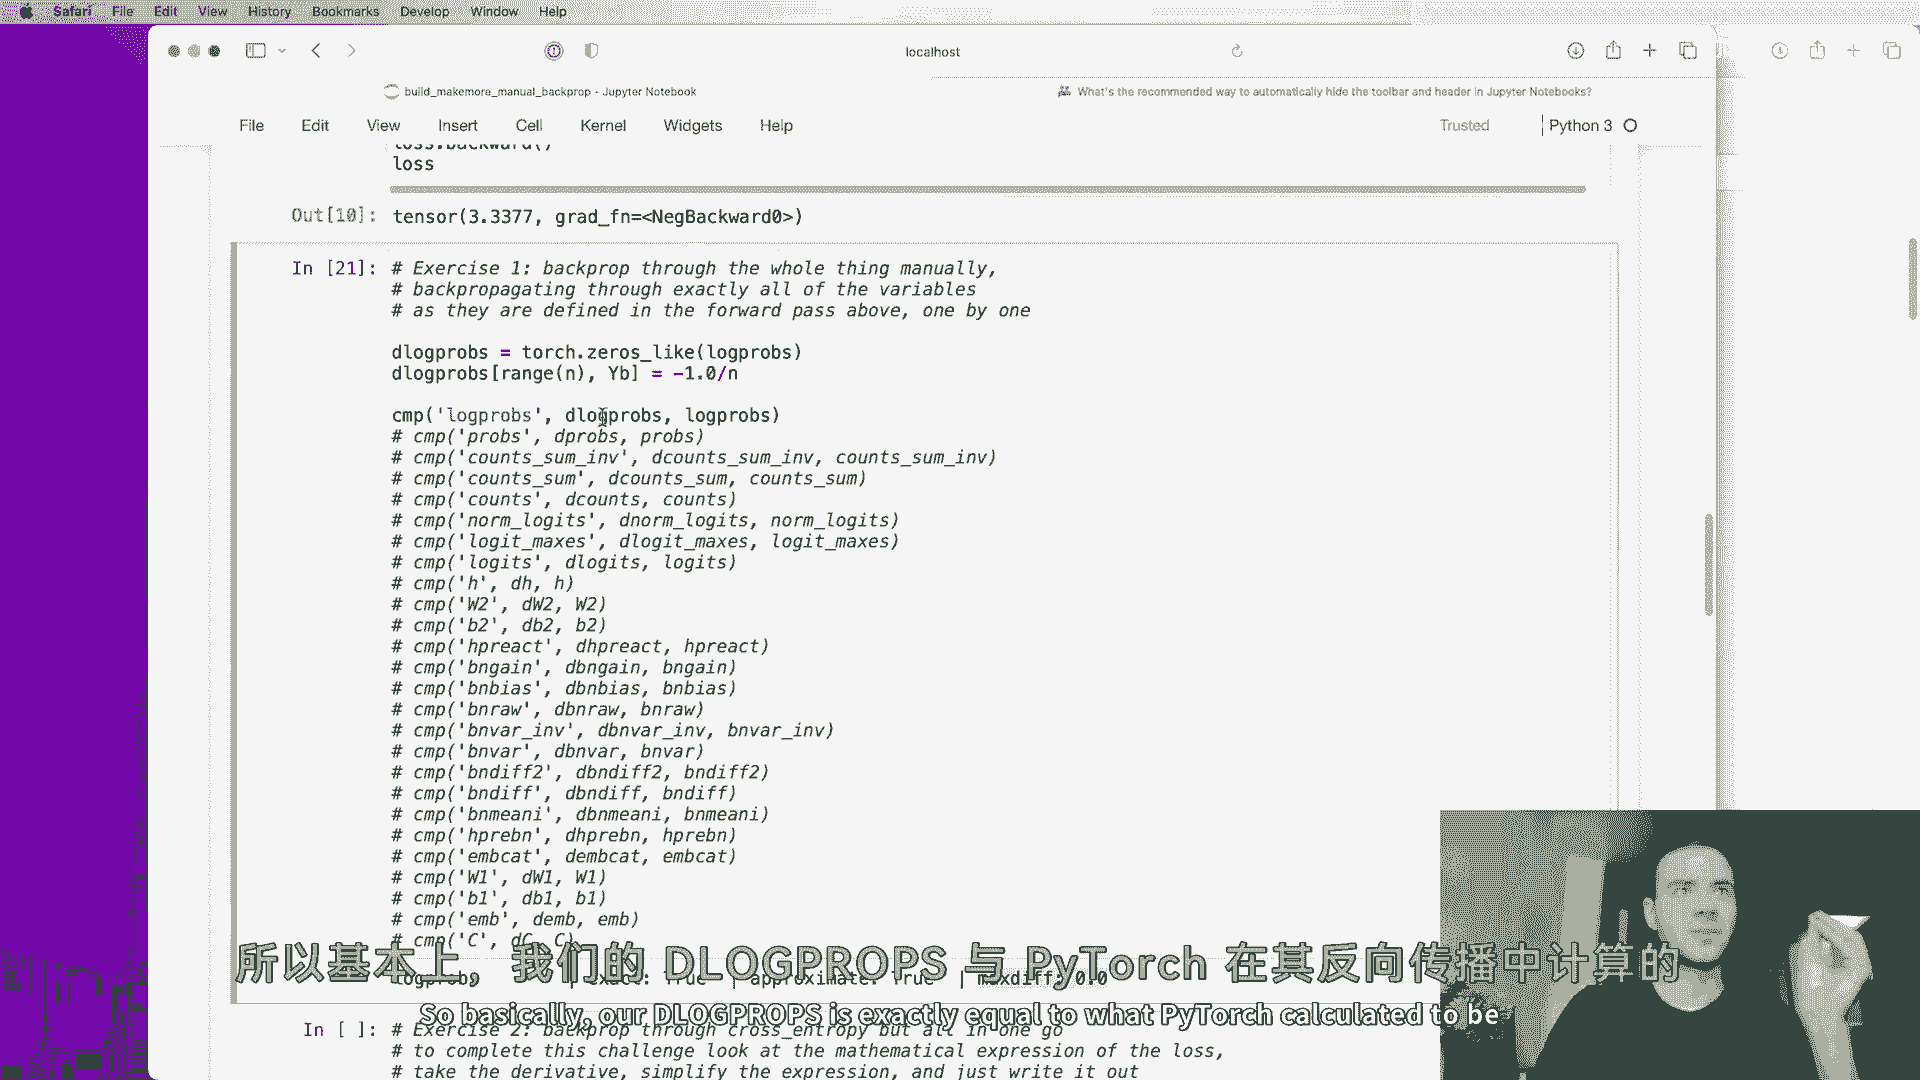 Safari File Edit View History Bookmarks Develop Window Help
localhost
build_makemore_manual_backprop - Jupyter Notebook
What's the recommended way to automatically hide the toolbar and header in Jupyter Notebooks?
File Edit View Insert Cell Kernel Widgets Help
Trusted
Python 3
loss.backward()
loss
Out[10]: tensor(3.3377, grad_fn=<NegBackward0>)
In [21]: # Exercise 1: backprop through the whole thing manually,
# backpropagating through exactly all of the variables
# as they are defined in the forward pass above, one by one
dlogprobs = torch.zeros_like(logprobs)
dlogprobs[range(n), Yb] = -1.0/n
cmp('logprobs', dlogprobs, logprobs)
# cmp('probs', dprobs, probs)
# cmp('counts_sum_inv', dcounts_sum_inv, counts_sum_inv)
# cmp('counts_sum', dcounts_sum, counts_sum)
# cmp('counts', dcounts, counts)
# cmp('norm_logits', dnorm_logits, norm_logits)
# cmp('logit_maxes', dlogit_maxes, logit_maxes)
# cmp('logits', dlogits, logits)
# cmp('h', dh, h)
# cmp('W2', dW2, W2)
# cmp('b2', db2, b2)
# cmp('hpreact', dhpreact, hpreact)
# cmp('bngain', dbngain, bngain)
# cmp('bnbias', dbnbias, bnbias)
# cmp('bnraw', dbnraw, bnraw)
# cmp('bnvar_inv', dbnvar_inv, bnvar_inv)
# cmp('bnvar', dbnvar, bnvar)
# cmp('bndiff2', dbndiff2, bndiff2)
# cmp('bndiff', dbndiff, bndiff)
# cmp('bnmeani', dbnmeani, bnmeani)
# cmp('hprebn', dhprebn, hprebn)
# cmp('embcat', dembcat, embcat)
# cmp('W1', dW1, W1)
# cmp('b1', db1, b1)
# cmp('emb', demb, emb)
# cmp('C', dC, C)
所以基本上，我们的 DLOGPROPS 与 PyTorch 在其反向传播中计算的
logprobs | exact: True | approximate: True | maxdiff: 0.0
So basically, our DLOGPROPS is exactly equal to what PyTorch calculated to be
In [ ]: # Exercise 2: backprop through cross_entropy but all in one go
# to complete this challenge look at the mathematical expression of the loss,
# take the derivative, simplify the expression, and just write it out